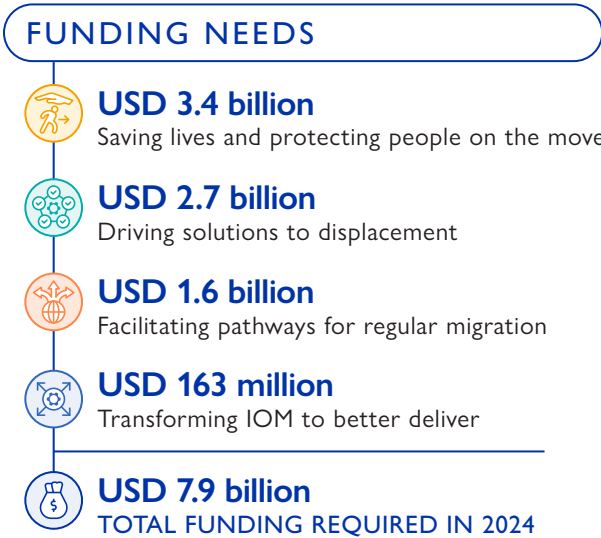 FUNDING NEEDS
USD 3.4 billion
Saving lives and protecting people on the move
USD 2.7 billion
Driving solutions to displacement
USD 1.6 billion
Facilitating pathways for regular migration
USD 163 million
Transforming IOM to better deliver
$
USD 7.9 billion
TOTAL FUNDING REQUIRED IN 2024